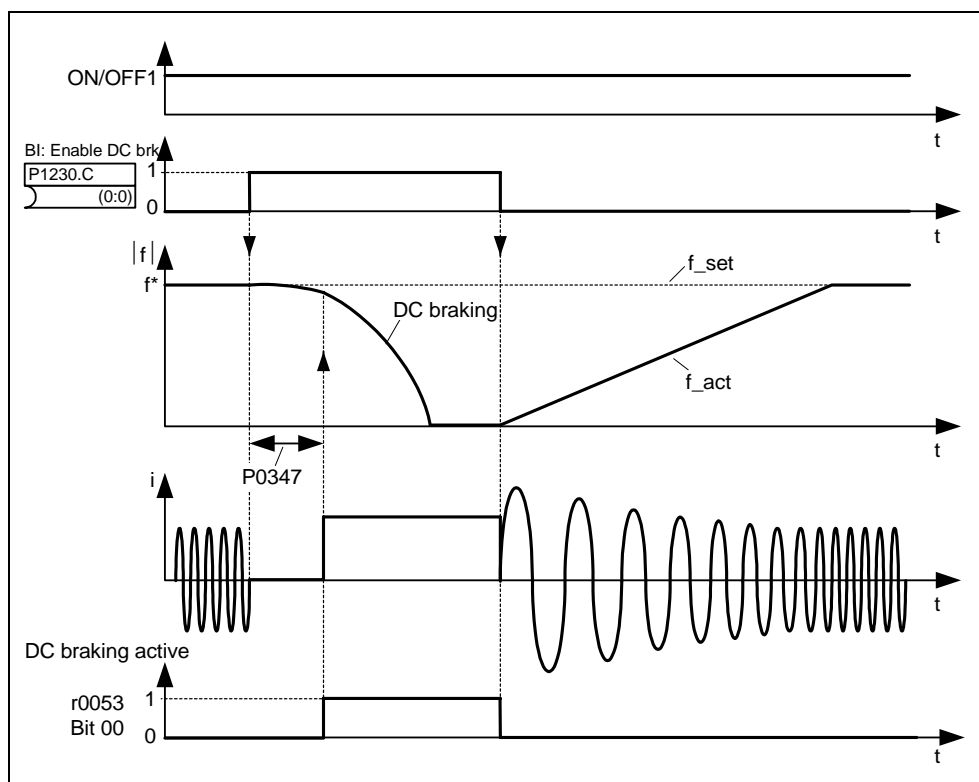 ON/OFF1
t
BI: Enable DC brk
P1230.C
(0:0)
1
0
t
|f|
f*
f_set
DC braking
f_act
t
P0347
i
t
DC braking active
r0053
Bit 00
1
0
t